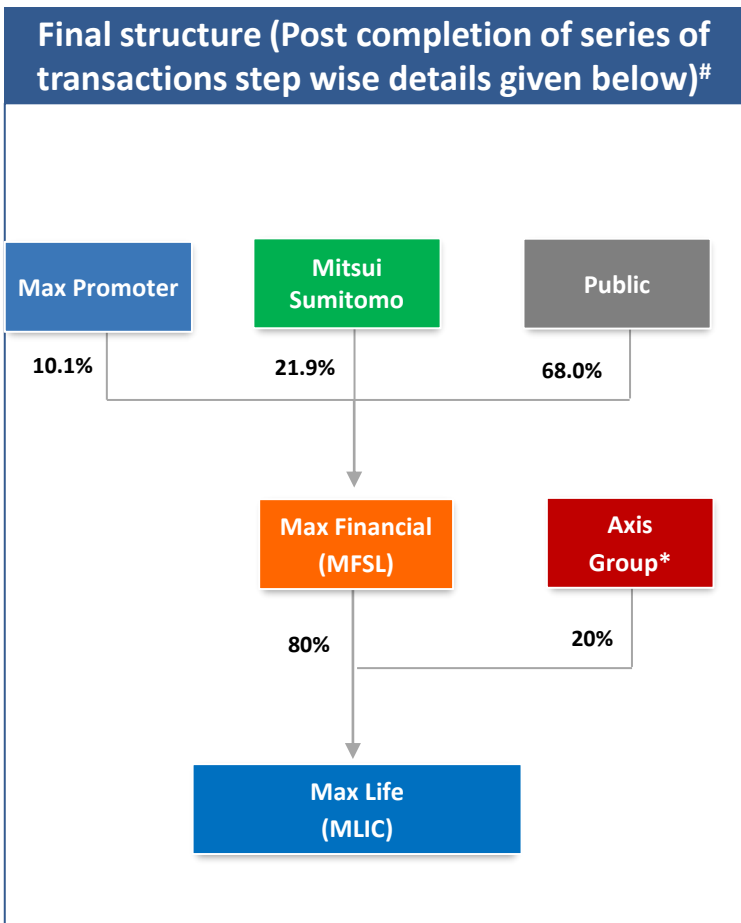 Final structure (Post completion of series of
transactions step wise details given below)#
Max Promoter
Mitsui
Sumitomo
Public
10.1%
21.9%
68.0%
Max Financial
(MFSL)
Axis
Group*
80%
20%
Max Life
(MLIC)